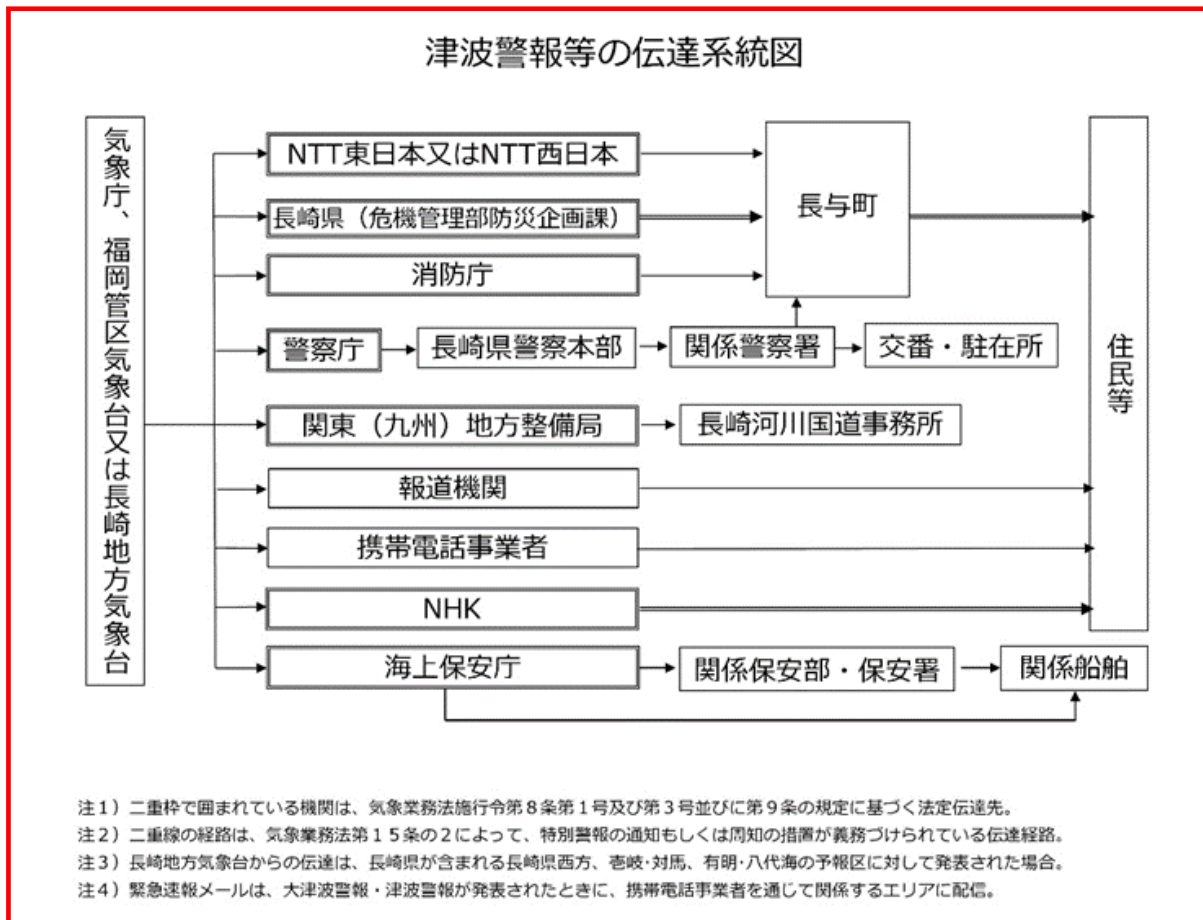 津波警報等の伝達系統図
気象庁、福岡管区気象台又は長崎地方気象台
NTT東日本又はNTT西日本
長崎県（危機管理部防災企画課）
消防庁
長与町
警察庁
長崎県警察本部
関係警察署
交番・駐在所
関東（九州）地方整備局
長崎河川国道事務所
報道機関
携帯電話事業者
NHK
住民等
海上保安庁
関係保安部・保安署
関係船舶
注１）二重枠で囲まれている機関は、気象業務法施行令第８条第１号及び第３号並びに第９条の規定に基づく法定伝達先。
注２）二重線の経路は、気象業務法第１５条の２によって、特別警報の通知もしくは周知の措置が義務づけられている伝達経路。
注３）長崎地方気象台からの伝達は、長崎県が含まれる長崎県西方、壱岐・対馬、有明・八代海の予報区に対して発表された場合。
注４）緊急速報メールは、大津波警報・津波警報が発表されたときに、携帯電話事業者を通じて関係するエリアに配信。